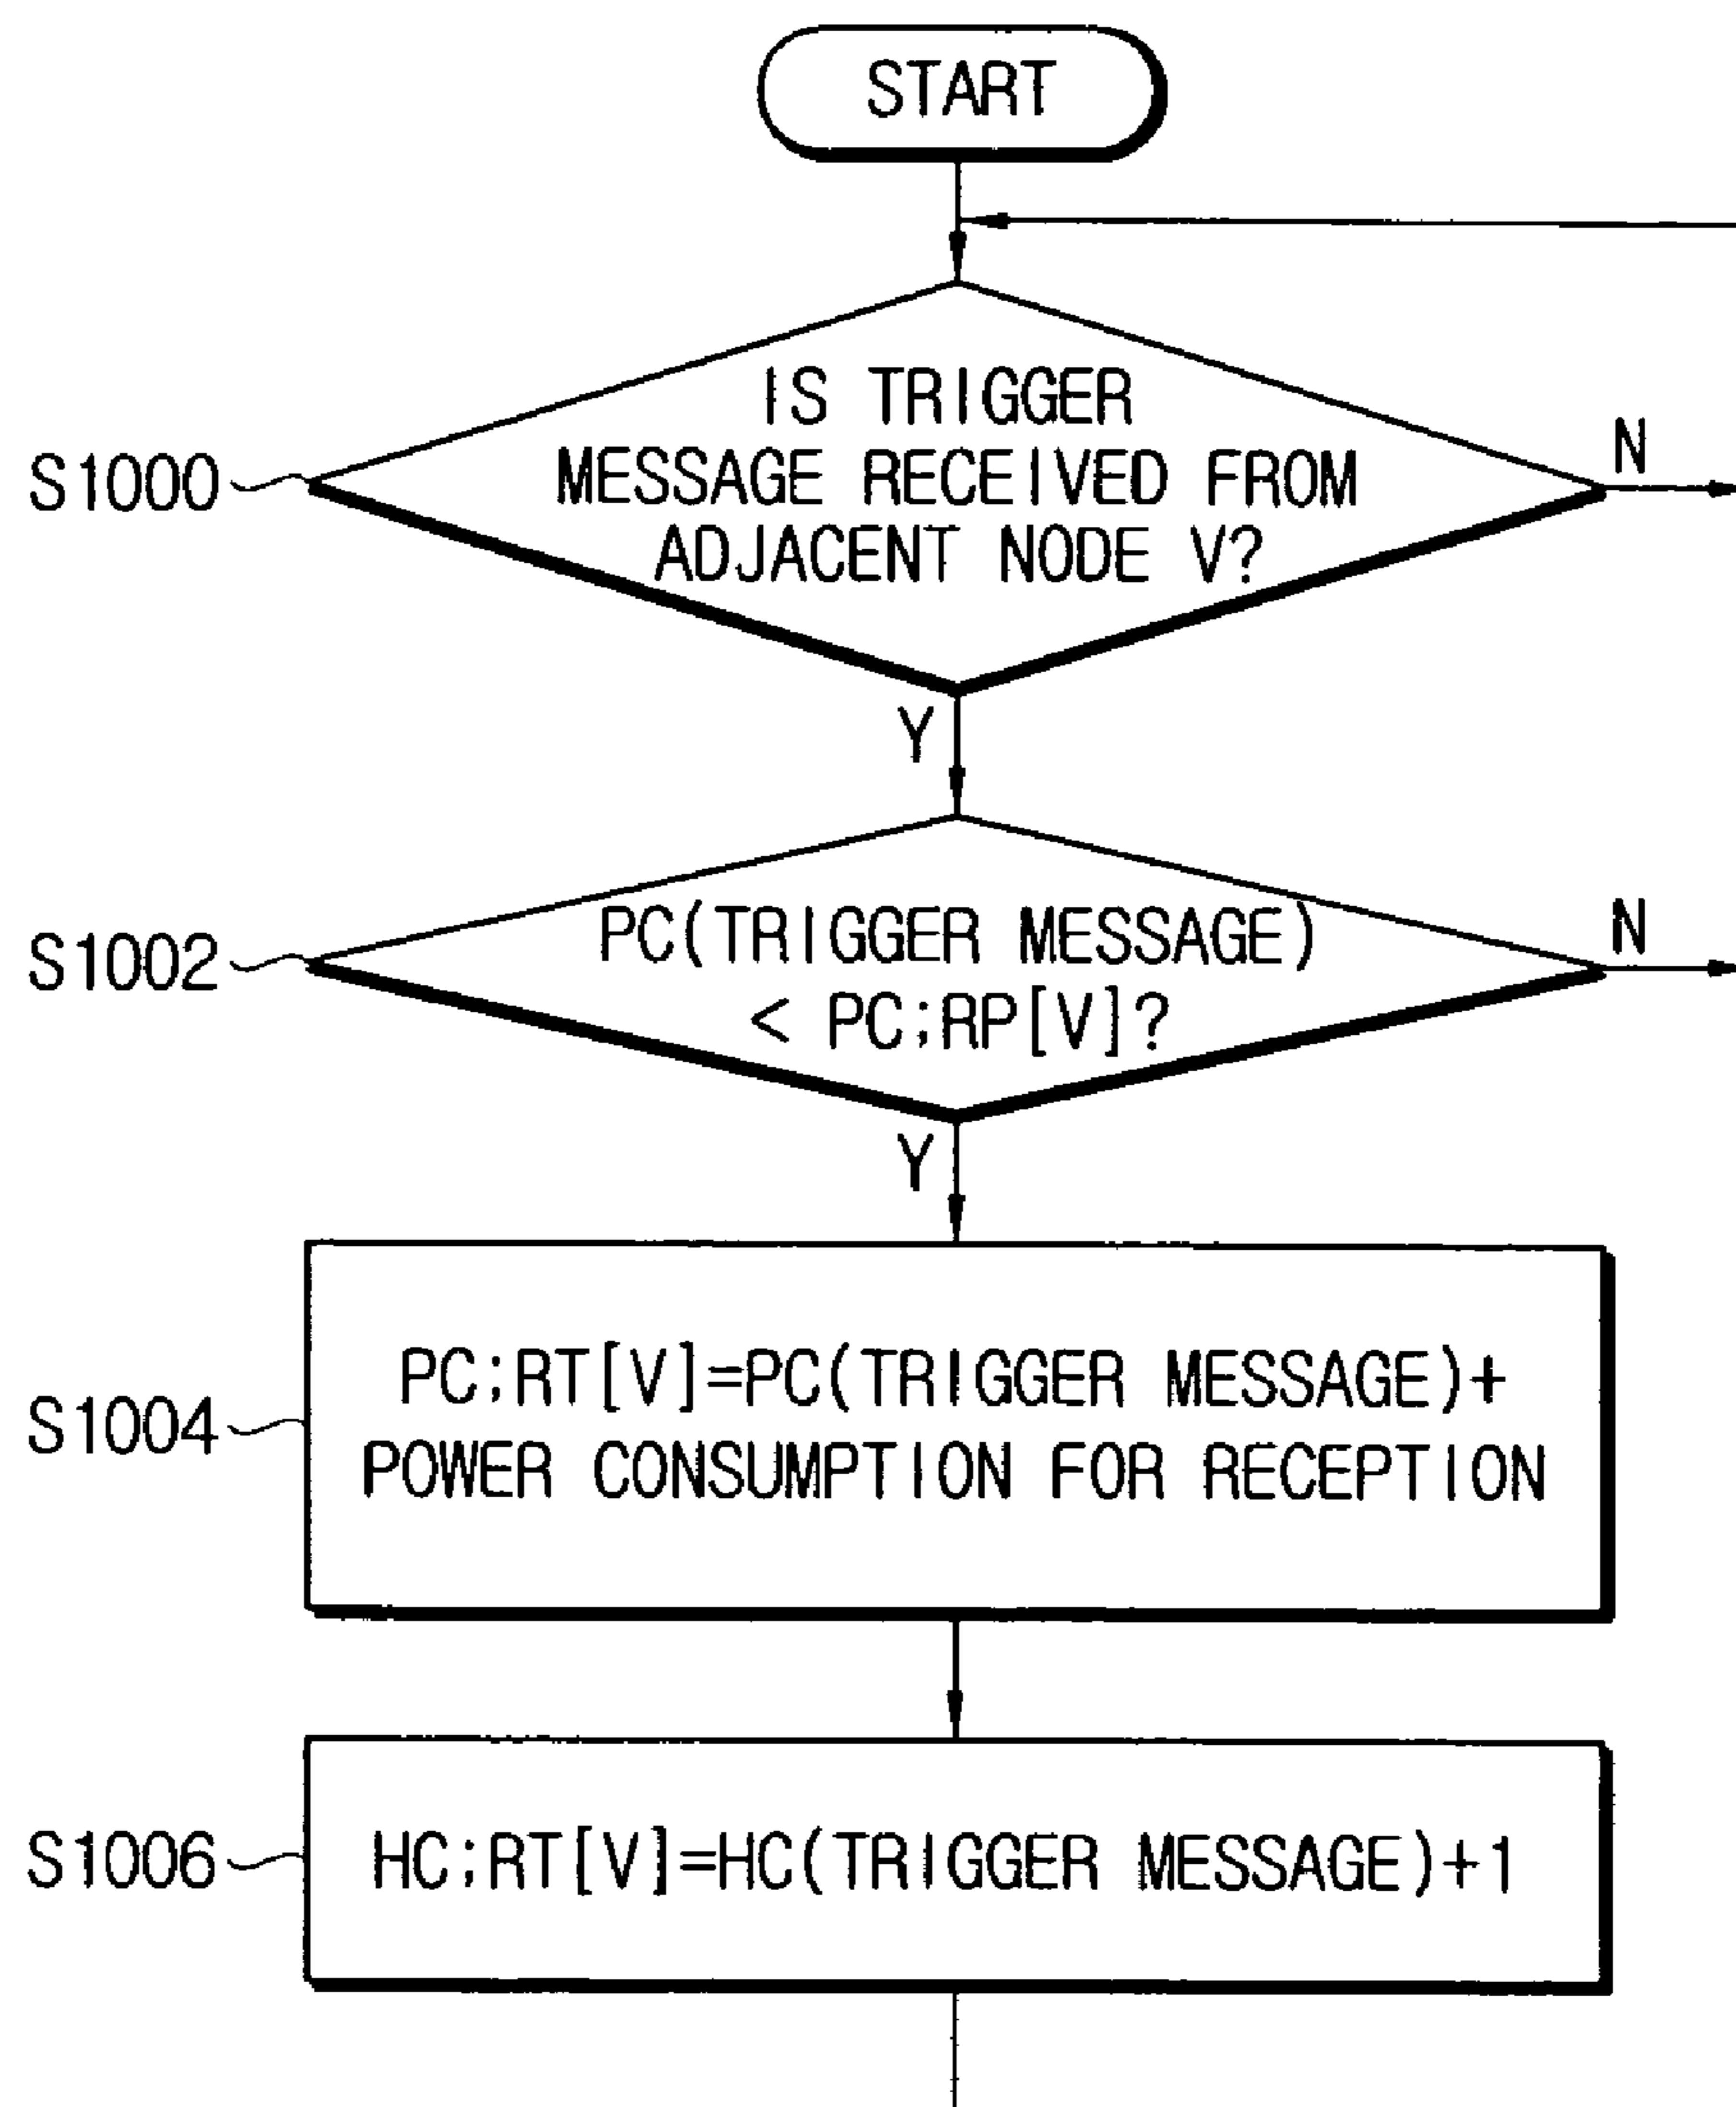 START
IS TRIGGER
MESSAGE RECEIVED FROM
ADJACENT NODE V?
N
S1000
Y
PC(TRIGGER MESSAGE)
< PC;RP[V]?
N
S1002
Y
PC;RT[V]=PC(TRIGGER MESSAGE)+
POWER CONSUMPTION FOR RECEPTION
S1004
HC;RT[V]=HC(TRIGGER MESSAGE)+1
S1006